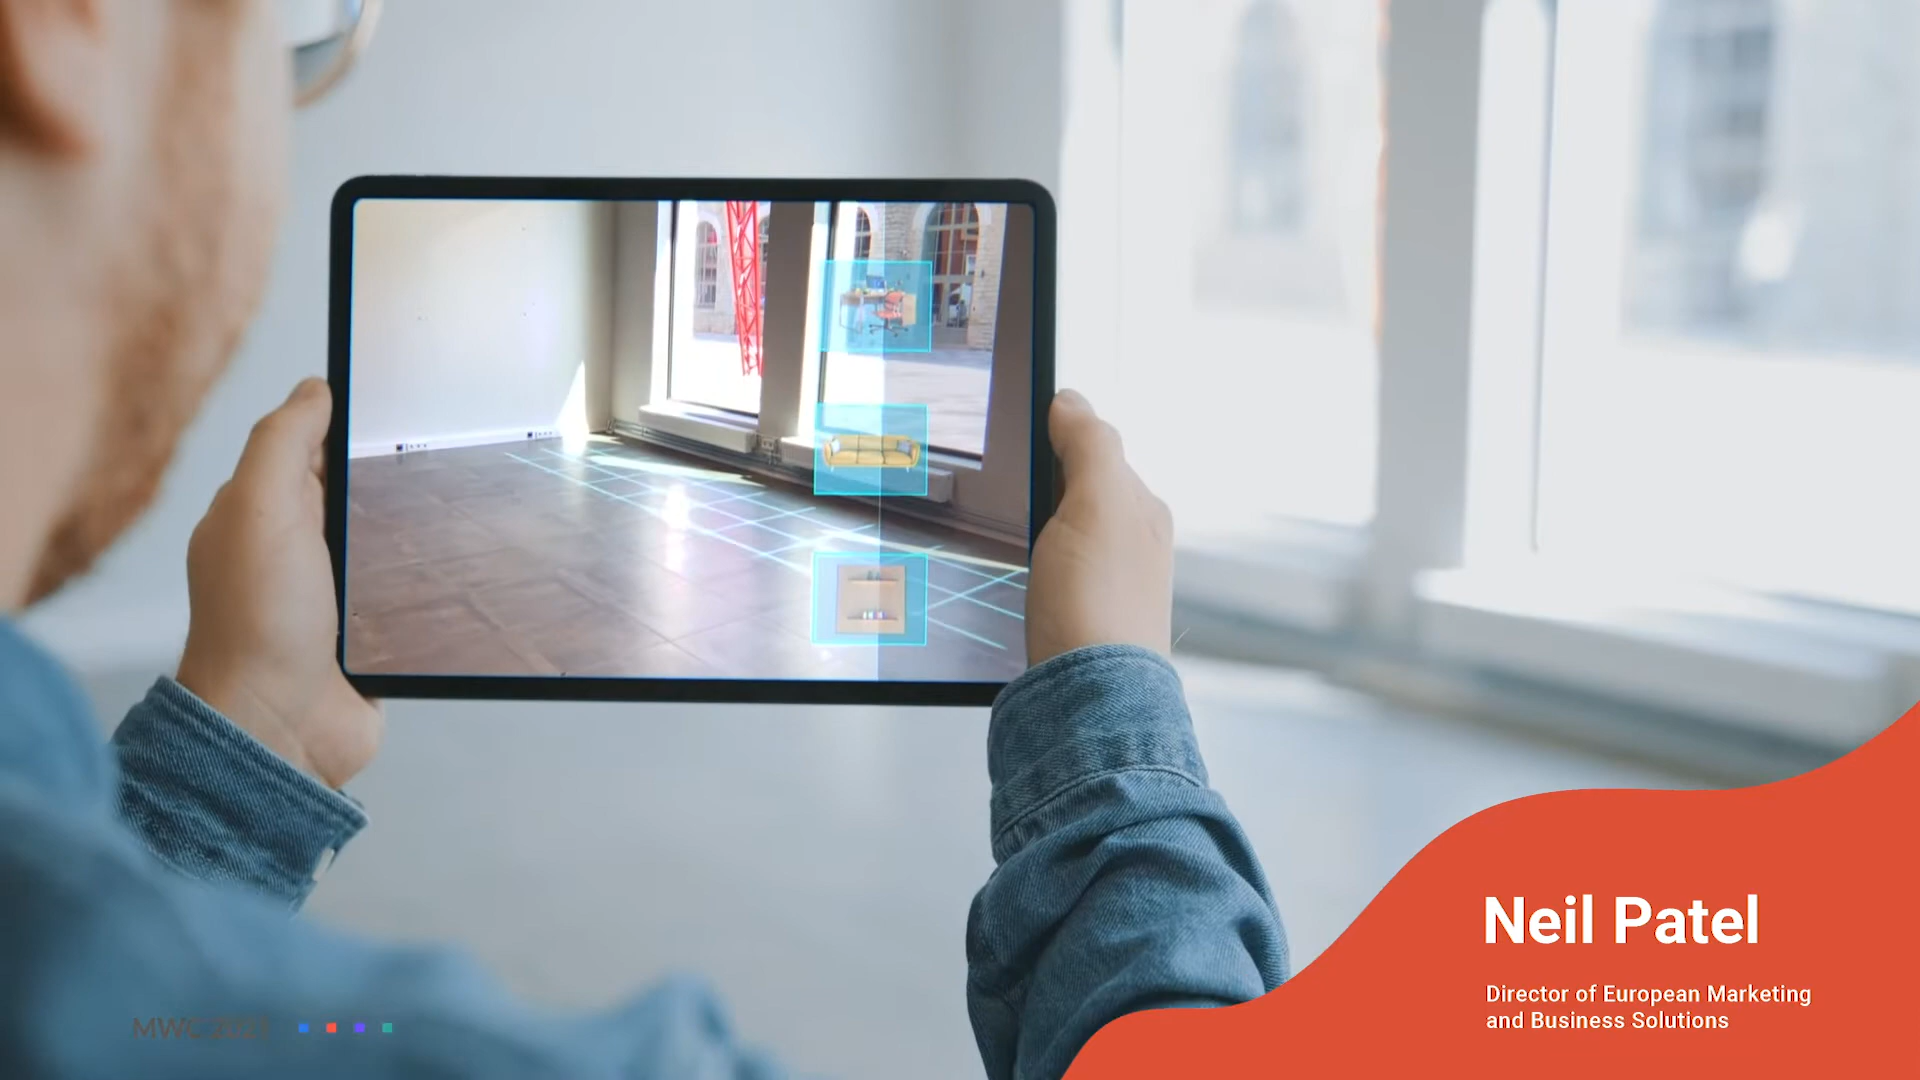 Neil Patel
Director of European Marketing
and Business Solutions
MWC 2021